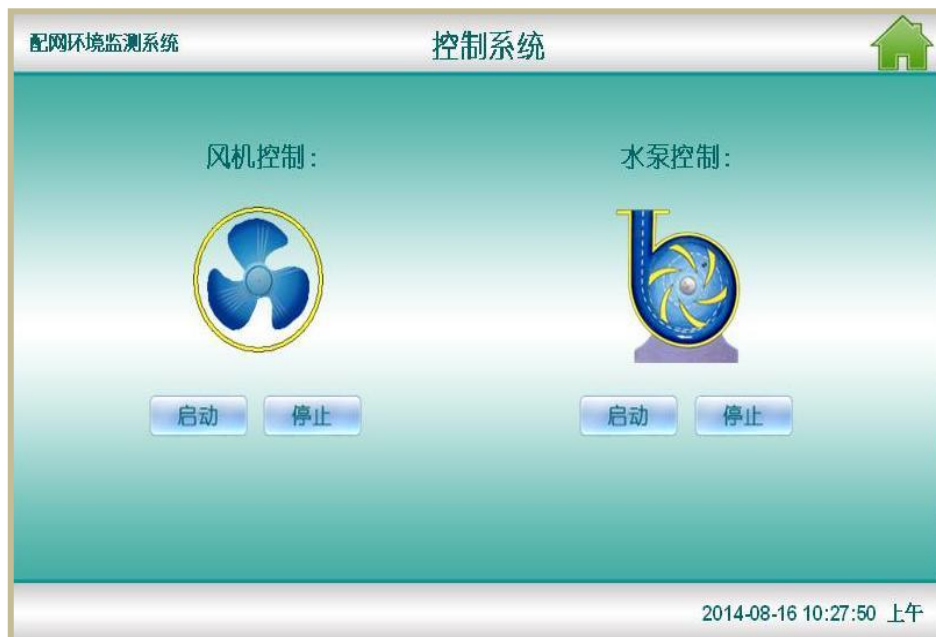 配网环境监测系统
控制系统
风机控制:
水泵控制:
启动
停止
启动
停止
2014-08-16 10:27:50 上午